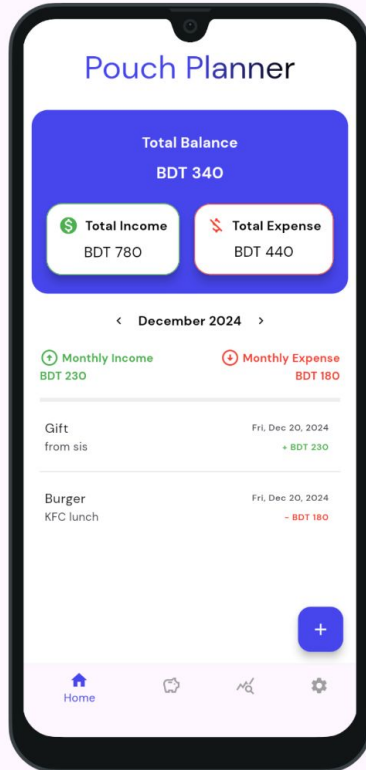 Pouch Planner
Total Balance
BDT 340
Total Income
BDT 780
Total Expense
BDT 440
December 2024
Monthly Income
BDT 230
Monthly Expense
BDT 180
Gift
from sis
Fri, Dec 20, 2024
+ BDT 230
Burger
KFC lunch
Fri, Dec 20, 2024
- BDT 180
+
Home